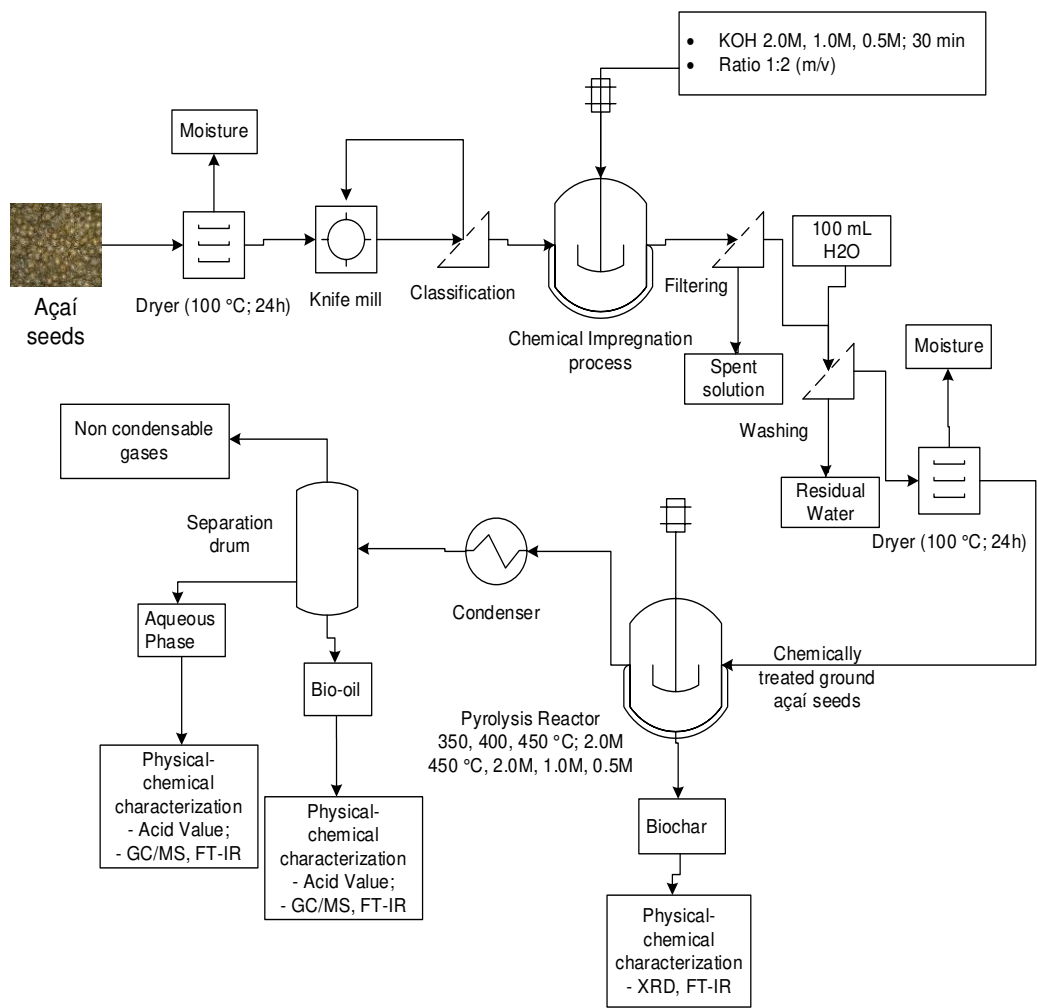 • KOH 2.0M, 1.0M, 0.5M; 30 min
• Ratio 1:2 (m/v)
Moisture
Açaí
seeds
Dryer (100 °C; 24h)
Knife mill
Classification
Chemical Impregnation
process
Filtering
100 mL
H2O
Spent
solution
Washing
Residual
Water
Moisture
Dryer (100 °C; 24h)
Chemically
treated ground
açaí seeds
Pyrolysis Reactor
350, 400, 450 °C; 2.0M
450 °C, 2.0M, 1.0M, 0.5M
Condenser
Separation
drum
Non condensable
gases
Aqueous
Phase
Bio-oil
Biochar
Physical-
chemical
characterization
- Acid Value;
- GC/MS, FT-IR
Physical-
chemical
characterization
- Acid Value;
- GC/MS, FT-IR
Physical-
chemical
characterization
- XRD, FT-IR